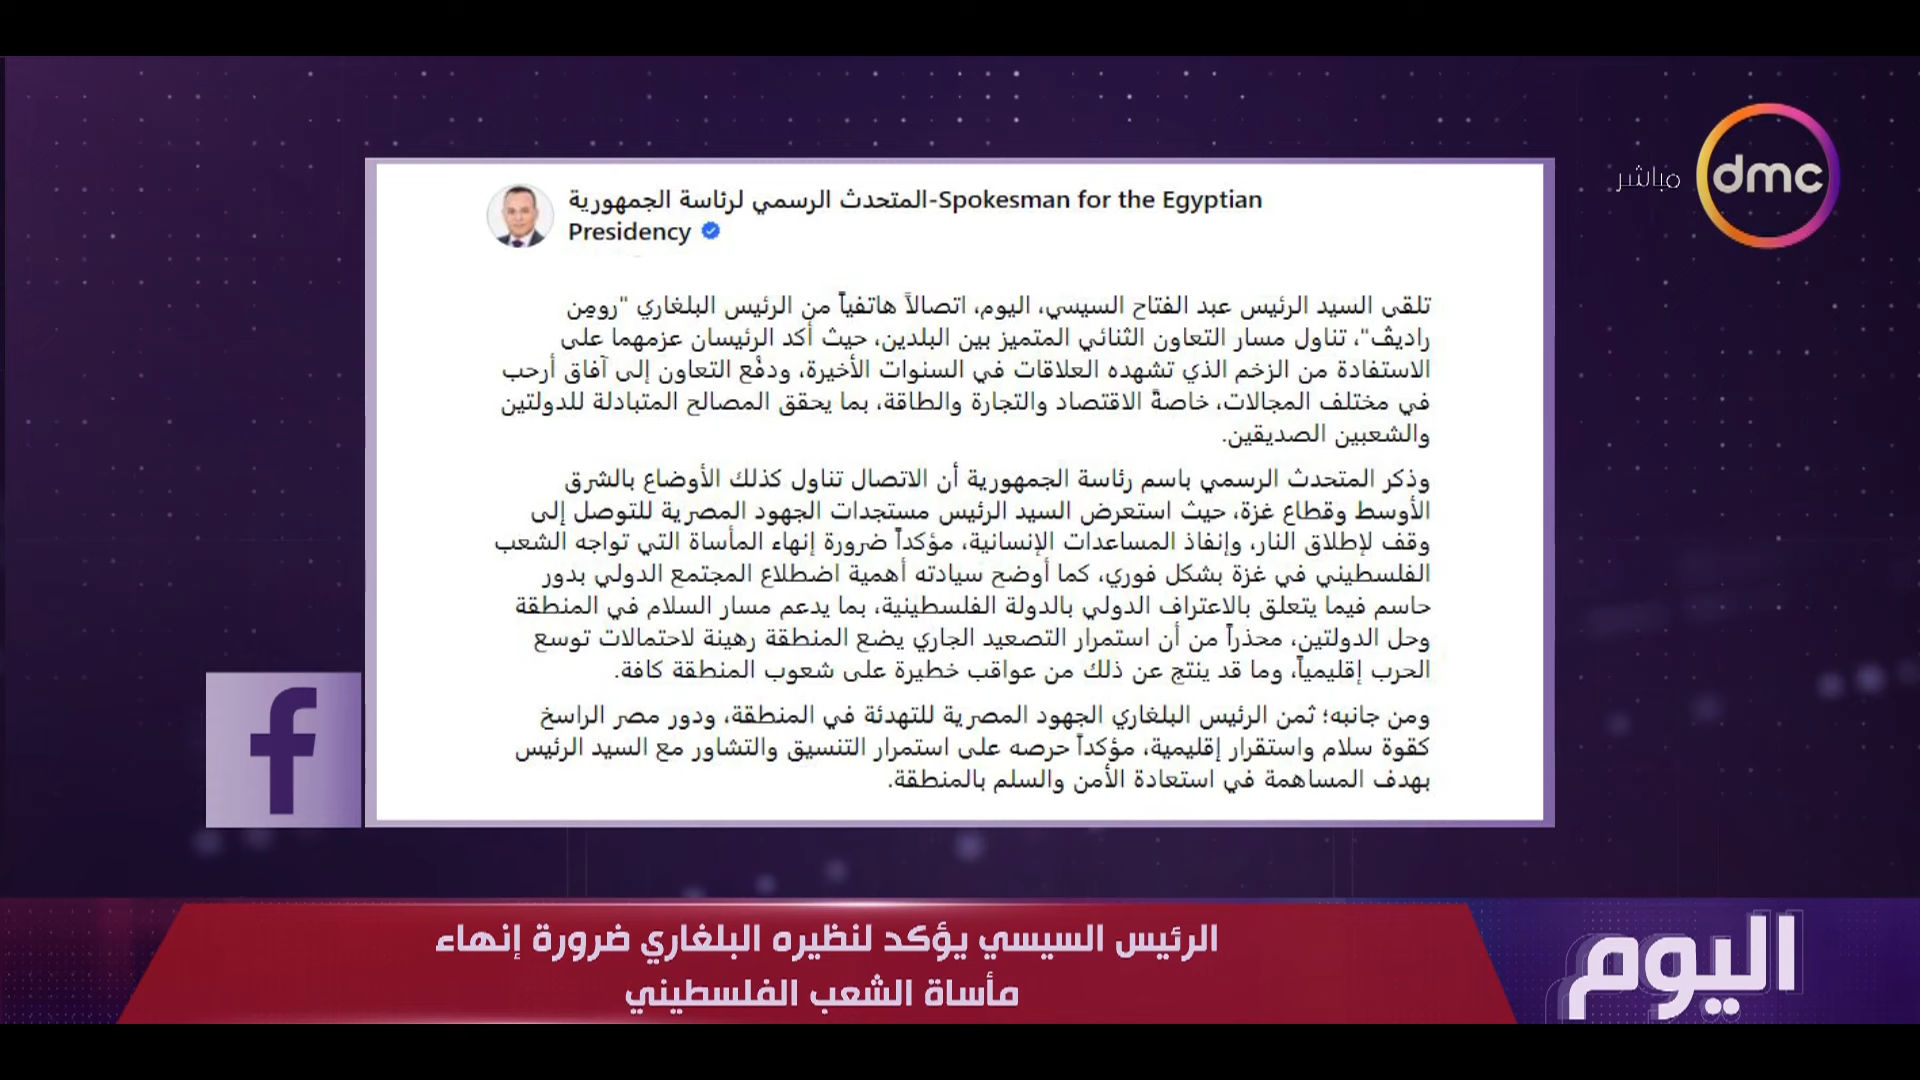 dmc
مباشر
المتحدث الرسمي لرئاسة الجمهورية-Spokesman for the Egyptian
Presidency
تلقى السيد الرئيس عبد الفتاح السيسي، اليوم، اتصالاً هاتفياً من الرئيس البلغاري "رومِن
راديڤ"، تناول مسار التعاون الثنائي المتميز بين البلدين، حيث أكد الرئيسان عزمهما على
الاستفادة من الزخم الذي تشهده العلاقات في السنوات الأخيرة، ودفْع التعاون إلى آفاق أرحب
في مختلف المجالات، خاصةً الاقتصاد والتجارة والطاقة، بما يحقق المصالح المتبادلة للدولتين
والشعبين الصديقين.
وذكر المتحدث الرسمي باسم رئاسة الجمهورية أن الاتصال تناول كذلك الأوضاع بالشرق
الأوسط وقطاع غزة، حيث استعرض السيد الرئيس مستجدات الجهود المصرية للتوصل إلى
وقف لإطلاق النار، وإنفاذ المساعدات الإنسانية، مؤكداً ضرورة إنهاء المأساة التي تواجه الشعب
الفلسطيني في غزة بشكل فوري، كما أوضح سيادته أهمية اضطلاع المجتمع الدولي بدور
حاسم فيما يتعلق بالاعتراف الدولي بالدولة الفلسطينية، بما يدعم مسار السلام في المنطقة
وحل الدولتين، محذراً من أن استمرار التصعيد الجاري يضع المنطقة رهينة لاحتمالات توسع
الحرب إقليمياً، وما قد ينتج عن ذلك من عواقب خطيرة على شعوب المنطقة كافة.
ومن جانبه؛ ثمن الرئيس البلغاري الجهود المصرية للتهدئة في المنطقة، ودور مصر الراسخ
كقوة سلام واستقرار إقليمية، مؤكداً حرصه على استمرار التنسيق والتشاور مع السيد الرئيس
بهدف المساهمة في استعادة الأمن والسلم بالمنطقة.
f
الرئيس السيسي يؤكد لنظيره البلغاري ضرورة إنهاء
مأساة الشعب الفلسطيني
اليوم